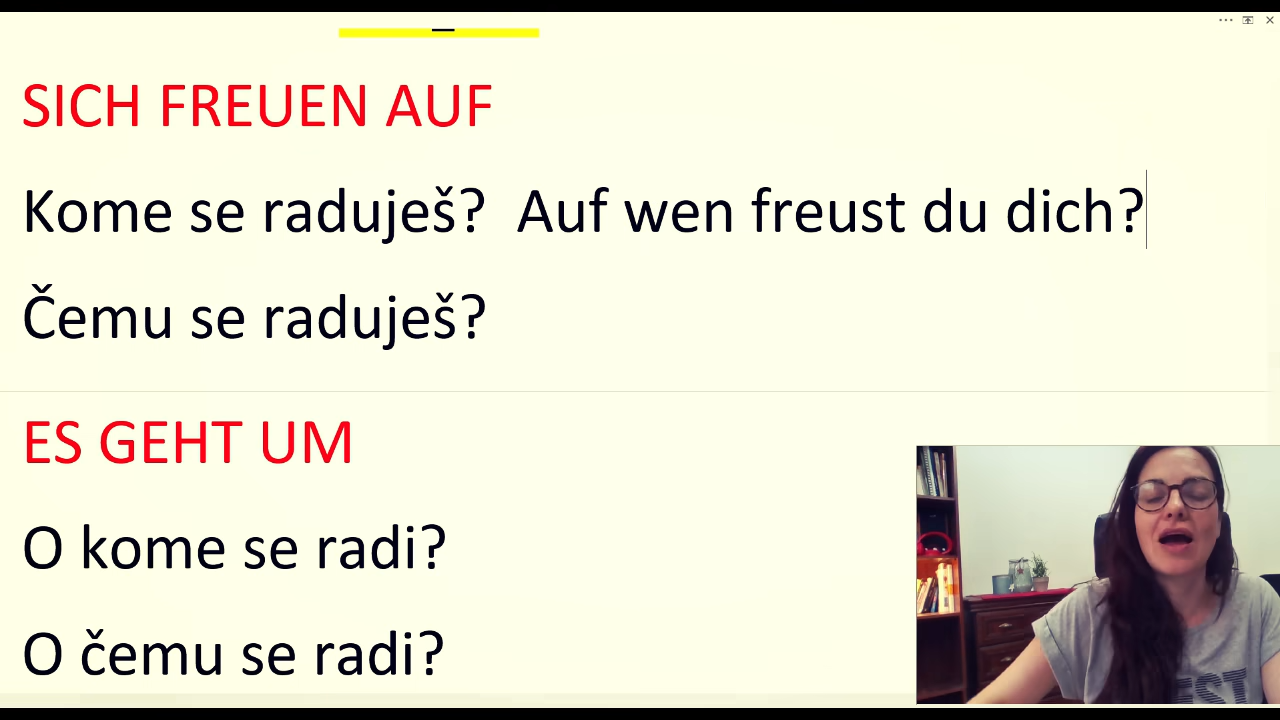 SICH FREUEN AUF
Kome se raduješ? Auf wen freust du dich?
Čemu se raduješ?
ES GEHT UM
O kome se radi?
O čemu se radi?
EST